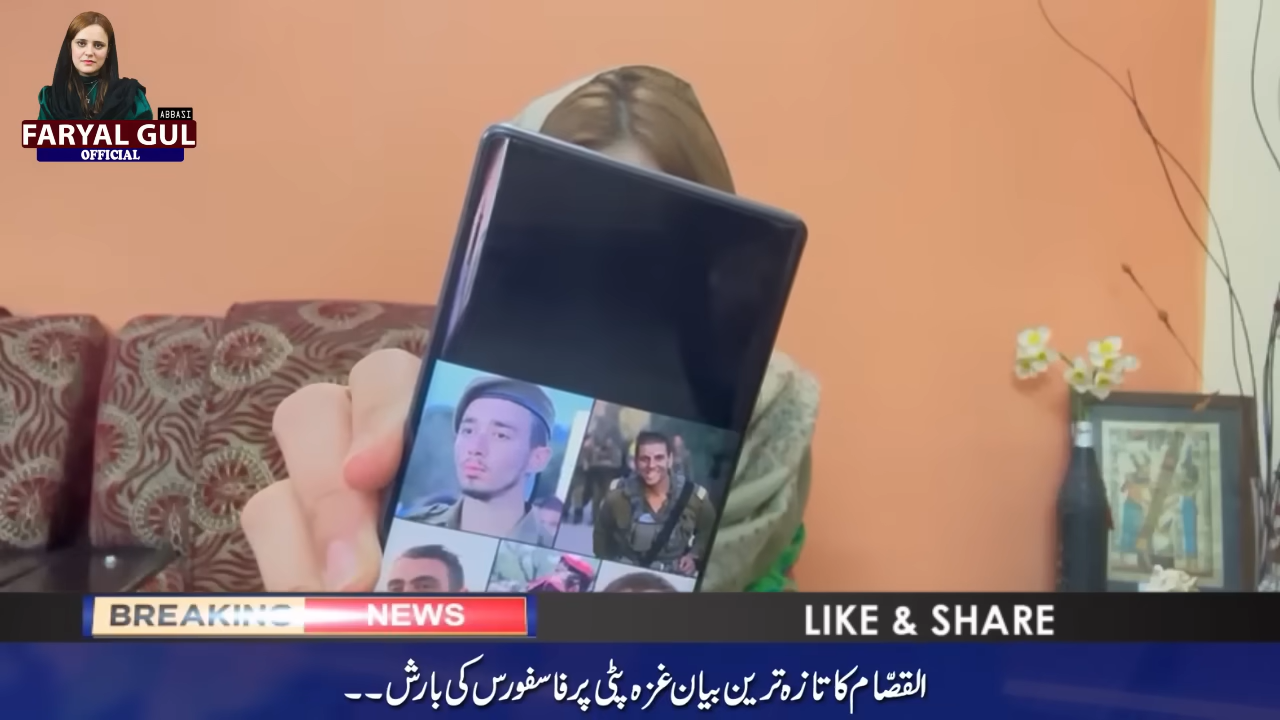 ABBASI
FARYAL GUL
OFFICIAL
BREAKING NEWS
LIKE & SHARE
القصّام کا تازہ ترین بیان غزہ پٹی پر فاسفورس کی بارش ۔۔